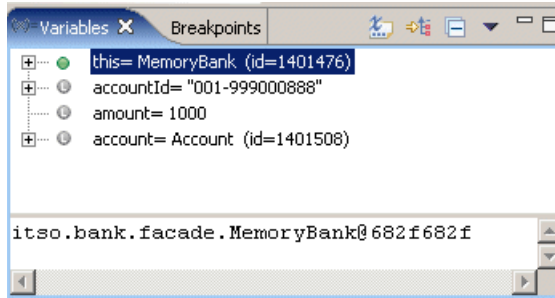 Variables Breakpoints
this= MemoryBank (id=1401476)
accountId= "001-999000888"
amount= 1000
account= Account (id=1401508)
itso.bank.facade.MemoryBank@682f682f